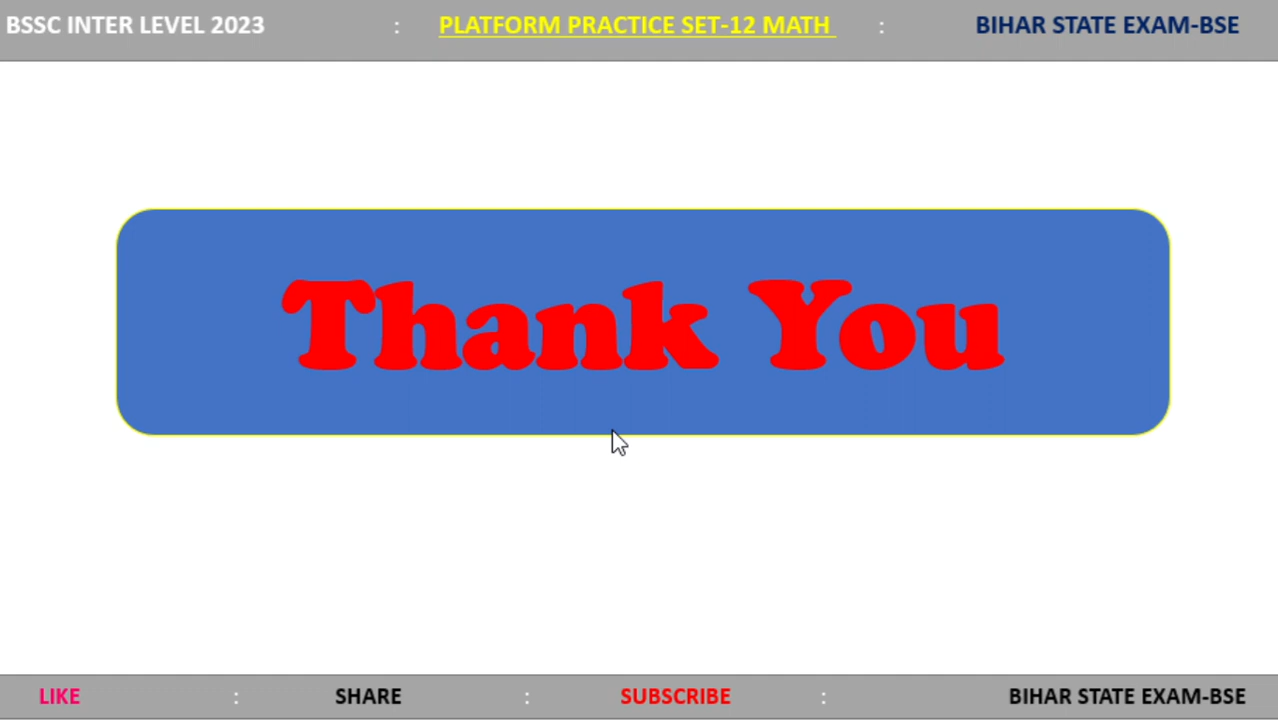 BSSC INTER LEVEL 2023 : PLATFORM PRACTICE SET-12 MATH : BIHAR STATE EXAM-BSE
Thank You
LIKE : SHARE : SUBSCRIBE : BIHAR STATE EXAM-BSE